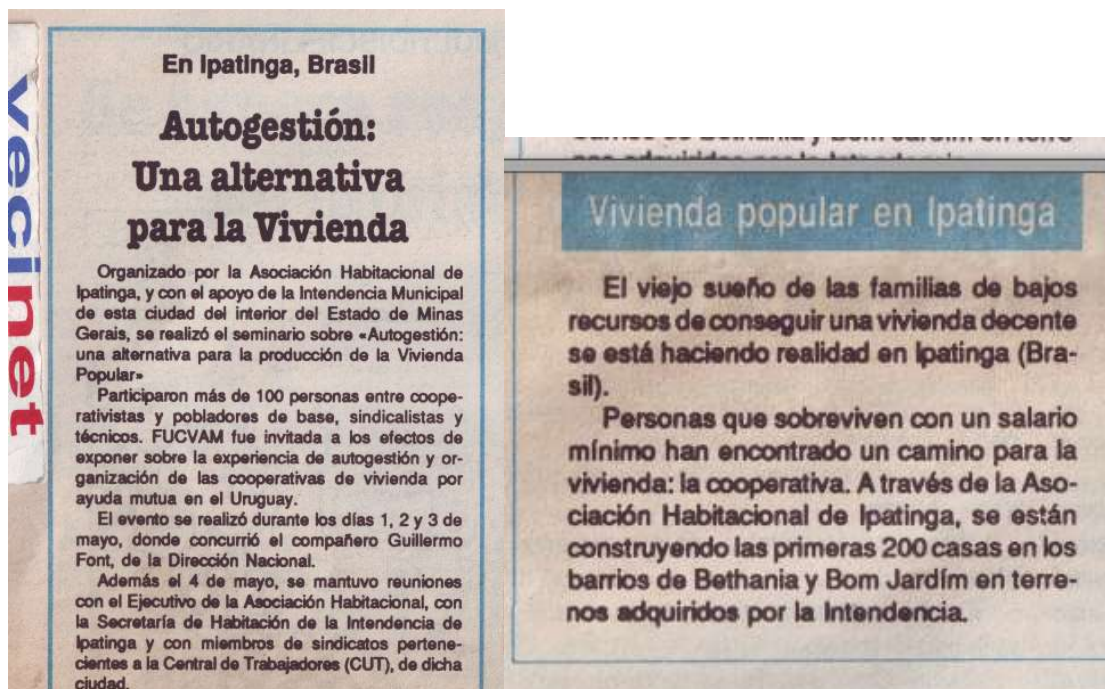 vecinet
En Ipatinga, Brasil
Autogestión:
Una alternativa
para la Vivienda
Organizado por la Asociación Habitacional de
Ipatinga, y con el apoyo de la Intendencia Municipal
de esta ciudad del interior del Estado de Minas
Gerais, se realizó el seminario sobre «Autogestión:
una alternativa para la producción de la Vivienda
Popular»
Participaron más de 100 personas entre coope-
rativistas y pobladores de base, sindicalistas y
técnicos. FUCVAM fue invitada a los efectos de
exponer sobre la experiencia de autogestión y or-
ganización de las cooperativas de vivienda por
ayuda mutua en el Uruguay.
El evento se realizó durante los días 1, 2 y 3 de
mayo, donde concurrió el compañero Guillermo
Font, de la Dirección Nacional.
Además el 4 de mayo, se mantuvo reuniones
con el Ejecutivo de la Asociación Habitacional, con
la Secretaría de Habitación de la Intendencia de
Ipatinga y con miembros de sindicatos pertene-
cientes a la Central de Trabajadores (CUT), de dicha
ciudad.
Vivienda popular en Ipatinga
El viejo sueño de las familias de bajos
recursos de conseguir una vivienda decente
se está haciendo realidad en Ipatinga (Bra-
sil).
Personas que sobreviven con un salario
mínimo han encontrado un camino para la
vivienda: la cooperativa. A través de la Aso-
ciación Habitacional de Ipatinga, se están
construyendo las primeras 200 casas en los
barrios de Bethania y Bom Jardím en terre-
nos adquiridos por la Intendencia.